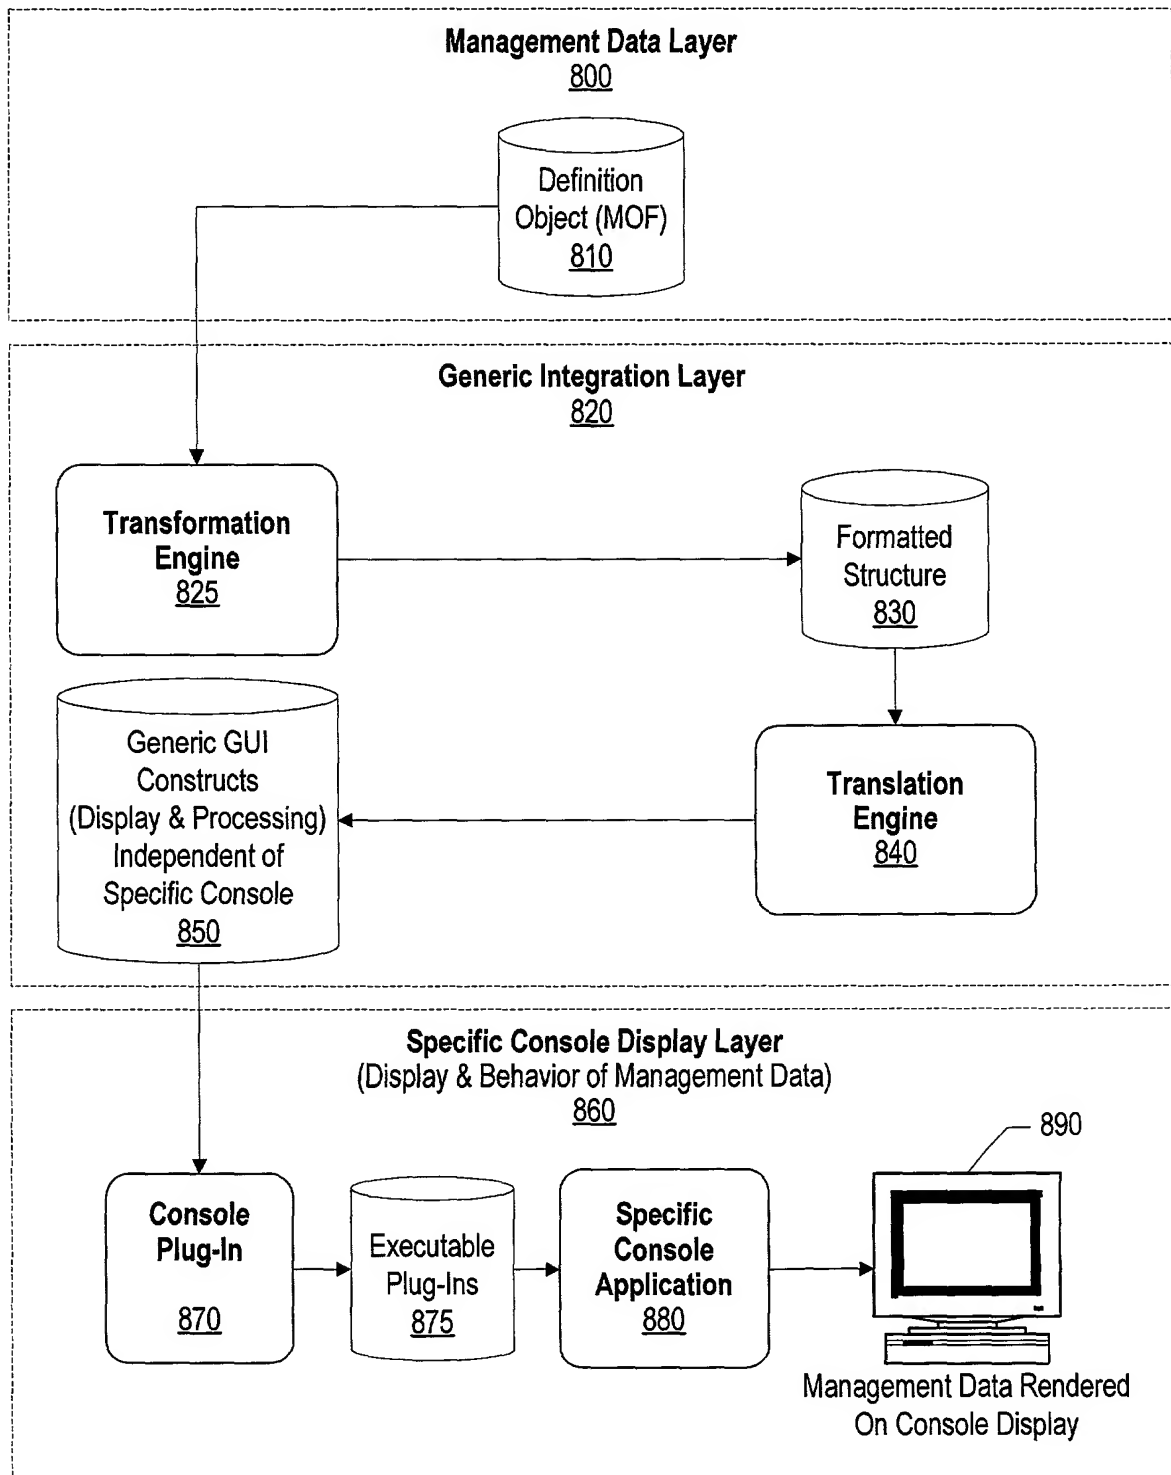 Management Data Layer
800
Definition
Object (MOF)
810
Generic Integration Layer
820
Transformation
Engine
825
Formatted
Structure
830
Generic GUI
Constructs
(Display & Processing)
Independent of
Specific Console
850
Translation
Engine
840
Specific Console Display Layer
(Display & Behavior of Management Data)
860
890
Console
Plug-In
870
Executable
Plug-Ins
875
Specific
Console
Application
880
Management Data Rendered
On Console Display